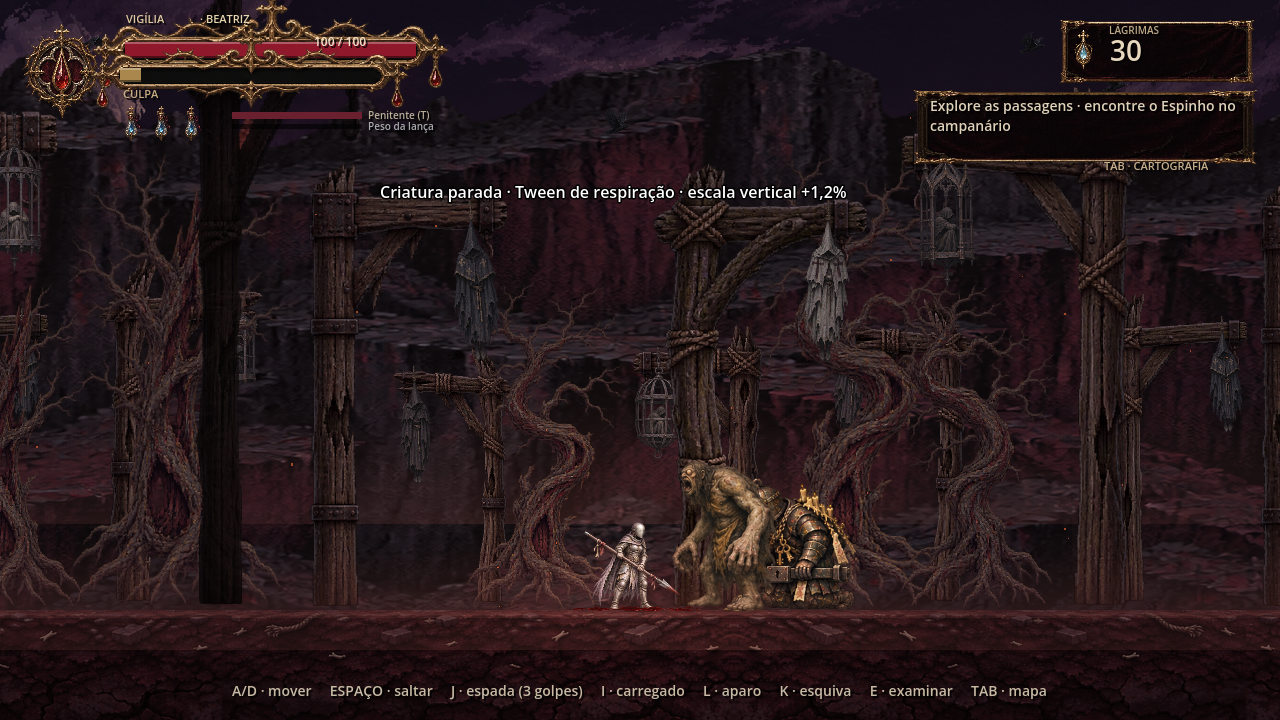 VIGÍLIA · BEATRIZ
100 / 100
CULPA
Penitente (T)
Peso da lança
LÁGRIMAS
30
Explore as passagens · encontre o Espinho no
campanário
TAB · CARTOGRAFIA
Criatura parada · Tween de respiração · escala vertical +1,2%
A/D · mover ESPAÇO · saltar J · espada (3 golpes) I · carregado L · aparo K · esquiva E · examinar TAB · mapa